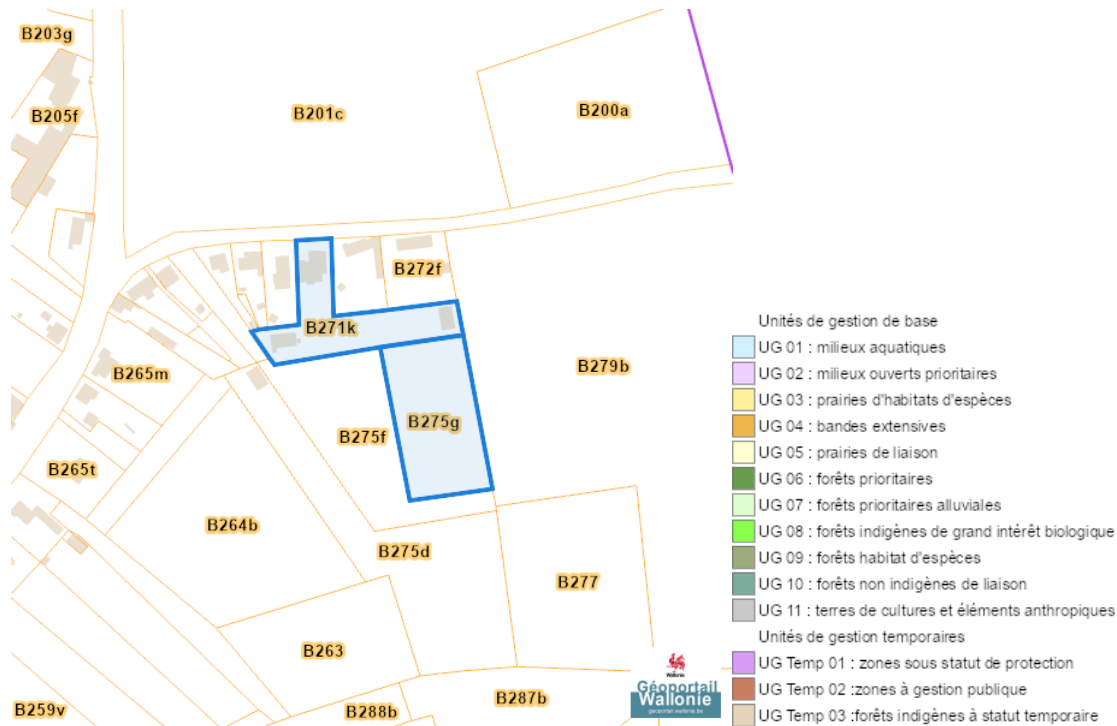 B203g
B205f
B201c
B200a
B272f
B271k
B279b
B265m
B275g
B275f
B265t
B264b
B275d
B277
B263
B259v
B288b
B287b
Wallonie
Géoportail
Wallonie
geoportail.wallonie.be
Unités de gestion de base
UG 01 : milieux aquatiques
UG 02 : milieux ouverts prioritaires
UG 03 : prairies d'habitats d'espèces
UG 04 : bandes extensives
UG 05 : prairies de liaison
UG 06 : forêts prioritaires
UG 07 : forêts prioritaires alluviales
UG 08 : forêts indigènes de grand intérêt biologique
UG 09 : forêts habitat d'espèces
UG 10 : forêts non indigènes de liaison
UG 11 : terres de cultures et éléments anthropiques
Unités de gestion temporaires
UG Temp 01 : zones sous statut de protection
UG Temp 02 :zones à gestion publique
UG Temp 03 :forêts indigènes à statut temporaire